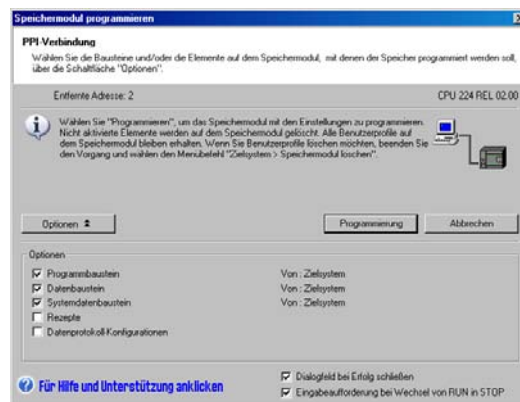 Speichermodul programmieren
PPI-Verbindung
Wählen Sie die Bausteine und/oder die Elemente auf dem Speichermodul, mit denen der Speicher programmiert werden soll,
über die Schaltfläche "Optionen".
Entfernte Adresse: 2
CPU 224 REL 02.00
Wählen Sie "Programmieren", um das Speichermodul mit den Einstellungen zu programmieren.
Nicht aktivierte Elemente werden auf dem Speichermodul gelöscht. Alle Benutzerprofile auf
dem Speichermodul bleiben erhalten. Wenn Sie Benutzerprofile löschen möchten, beenden Sie
den Vorgang und wählen den Menübefehl "Zielsystem > Speichermodul löschen".
Optionen
Programmierung
Abbrechen
Optionen
Programmbaustein
Von : Zielsystem
Datenbaustein
Von : Zielsystem
Systemdatenbaustein
Von : Zielsystem
Rezepte
Datenprotokoll-Konfigurationen
Für Hilfe und Unterstützung anklicken
Dialogfeld bei Erfolg schließen
Eingabeaufforderung bei Wechsel von RUN in STOP